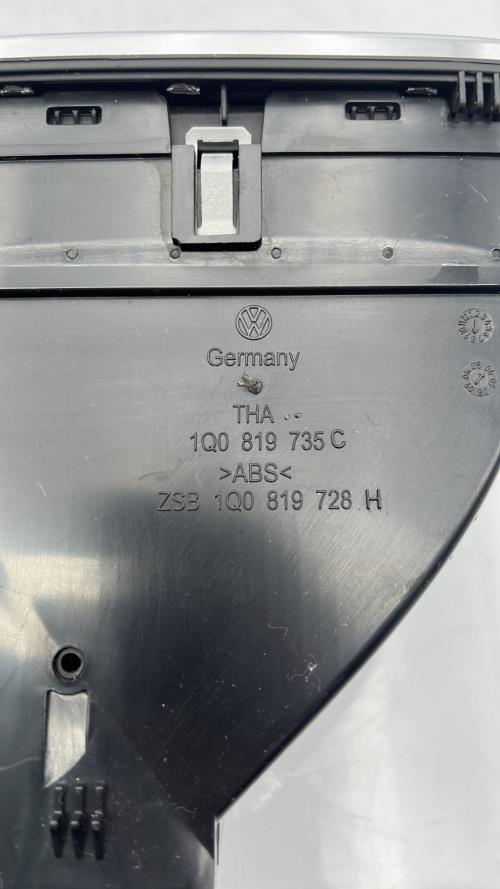 Germany
THA
1Q0 819 735 C
>ABS<
ZSB 1Q0 819 728 H